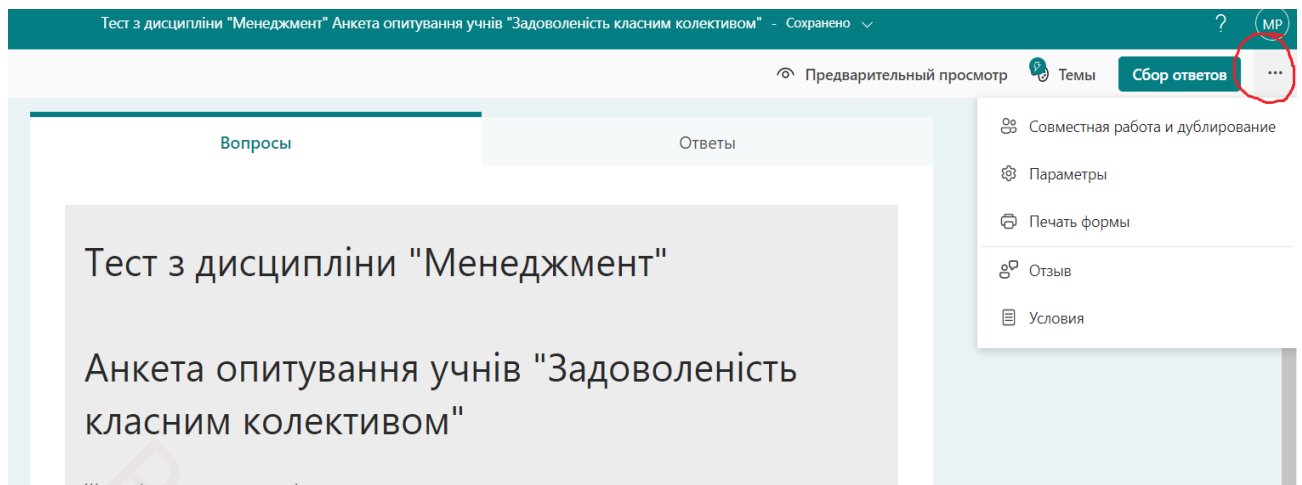 Тест з дисципліни "Менеджмент" Анкета опитування учнів "Задоволеність класним колективом" - Сохранено
?
MP
Предварительный просмотр
Темы
Сбор ответов
...
Вопросы
Ответы
Совместная работа и дублирование
Параметры
Печать формы
Отзыв
Условия
Тест з дисципліни "Менеджмент"
Анкета опитування учнів "Задоволеність
класним колективом"